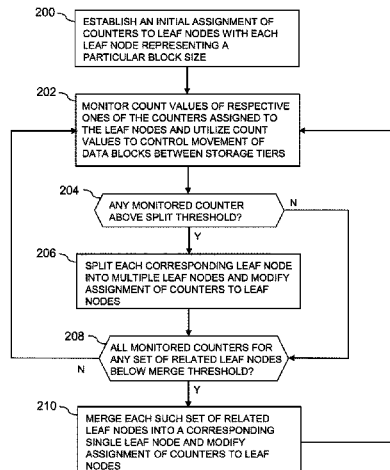 200
ESTABLISH AN INITIAL ASSIGNMENT OF
COUNTERS TO LEAF NODES WITH EACH
LEAF NODE REPRESENTING A
PARTICULAR BLOCK SIZE
202
MONITOR COUNT VALUES OF RESPECTIVE
ONES OF THE COUNTERS ASSIGNED TO
THE LEAF NODES AND UTILIZE COUNT
VALUES TO CONTROL MOVEMENT OF
DATA BLOCKS BETWEEN STORAGE TIERS
204
ANY MONITORED COUNTER
ABOVE SPLIT THRESHOLD?
N
Y
206
SPLIT EACH CORRESPONDING LEAF NODE
INTO MULTIPLE LEAF NODES AND MODIFY
ASSIGNMENT OF COUNTERS TO LEAF
NODES
208
ALL MONITORED COUNTERS FOR
ANY SET OF RELATED LEAF NODES
BELOW MERGE THRESHOLD?
N
Y
210
MERGE EACH SUCH SET OF RELATED
LEAF NODES INTO A CORRESPONDING
SINGLE LEAF NODE AND MODIFY
ASSIGNMENT OF COUNTERS TO LEAF
NODES